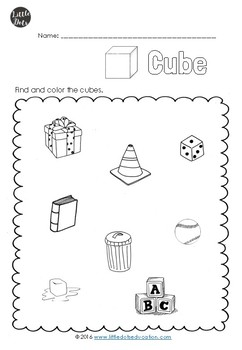 Little
Dots
Name:
Cube
Find and color the cubes.
A
B C
©2016 www.littledotseducation.com